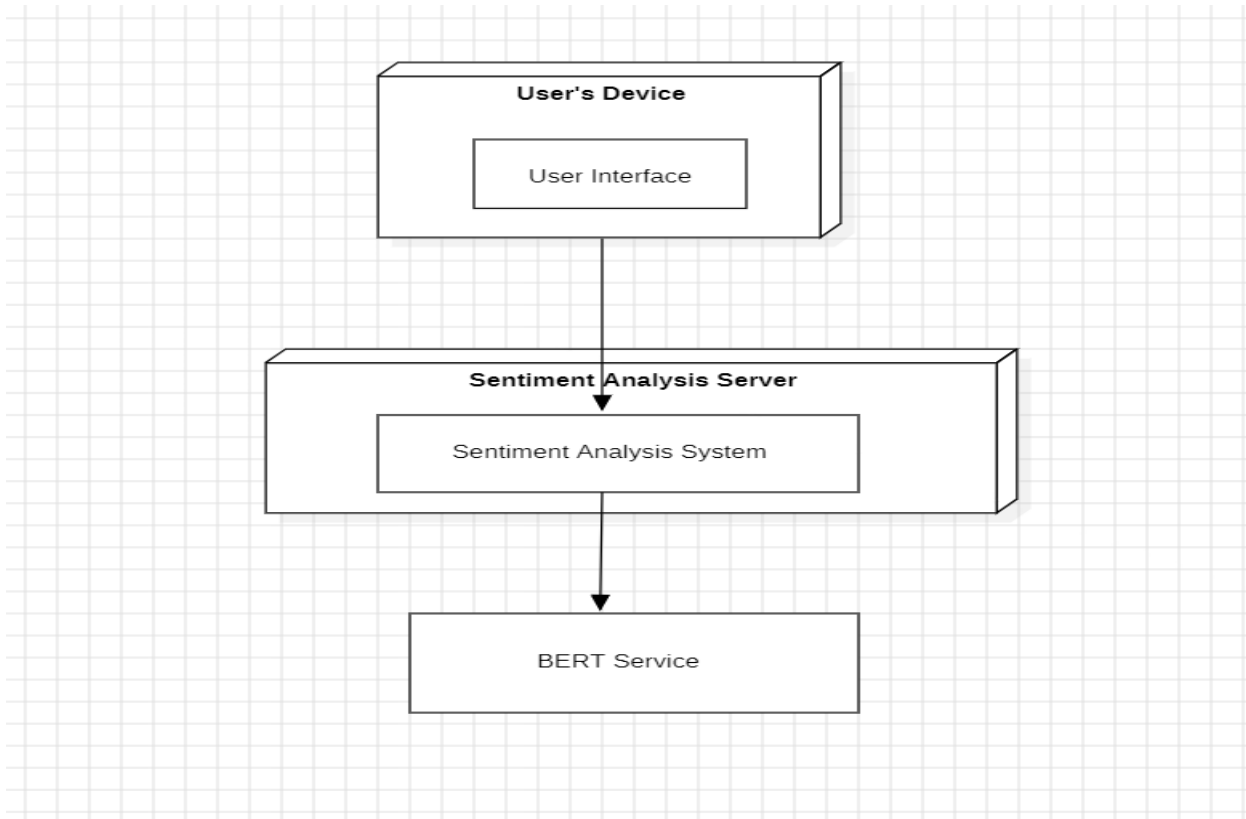 User's Device
User Interface
Sentiment Analysis Server
Sentiment Analysis System
BERT Service